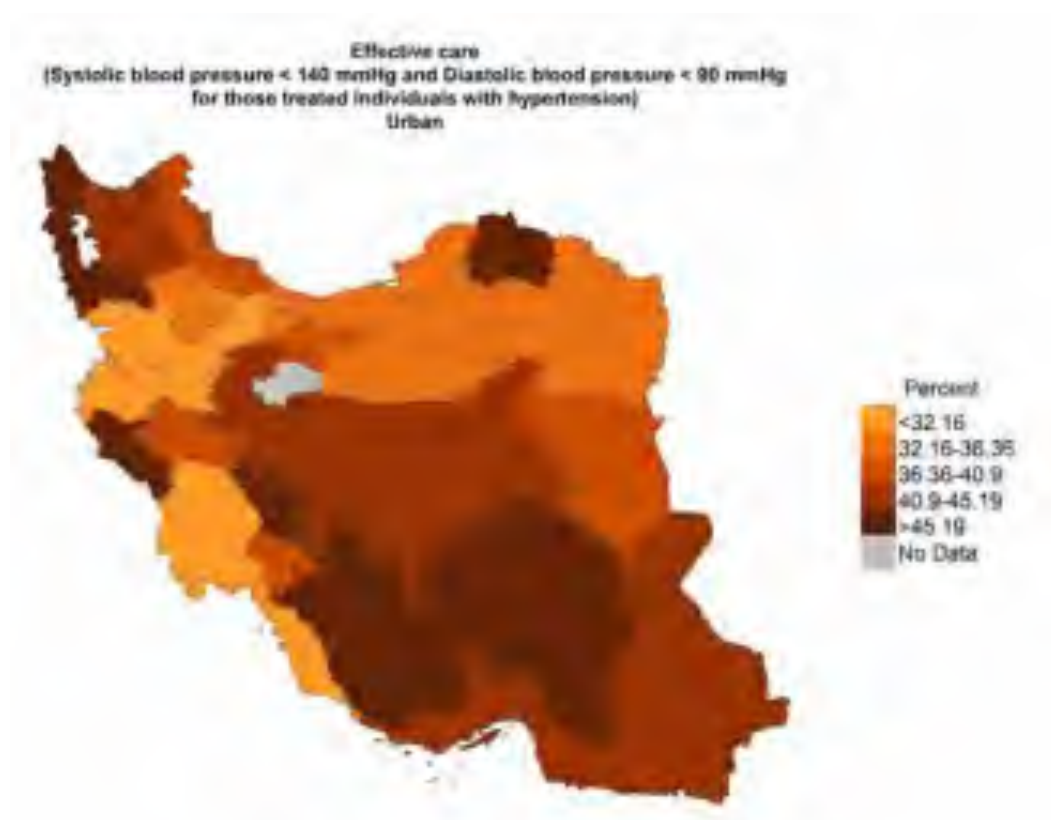 Effective care
(Systolic blood pressure < 140 mmHg and Diastolic blood pressure < 90 mmHg
for those treated individuals with hypertension)
Urban
Percent
<32.16
32.16-36.36
36.36-40.9
40.9-45.19
>45.19
No Data